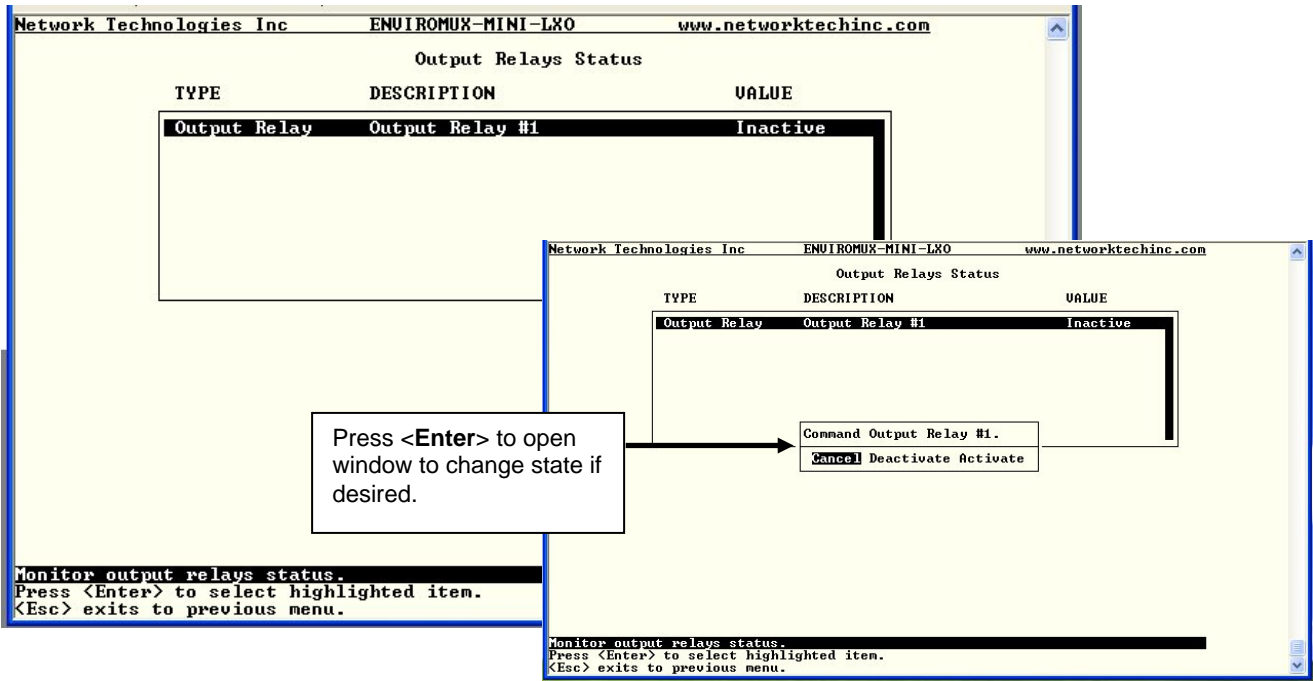 Network Technologies Inc ENVIROMUX-MINI-LXO www.networktechinc.com
Output Relays Status
TYPE DESCRIPTION VALUE
Output Relay Output Relay #1 Inactive
Monitor output relays status.
Press <Enter> to select highlighted item.
<Esc> exits to previous menu.
Press <Enter> to open
window to change state if
desired.
Network Technologies Inc ENVIROMUX-MINI-LXO www.networktechinc.com
Output Relays Status
TYPE DESCRIPTION VALUE
Output Relay Output Relay #1 Inactive
Command Output Relay #1.
Cancel Deactivate Activate
Monitor output relays status.
Press <Enter> to select highlighted item.
<Esc> exits to previous menu.